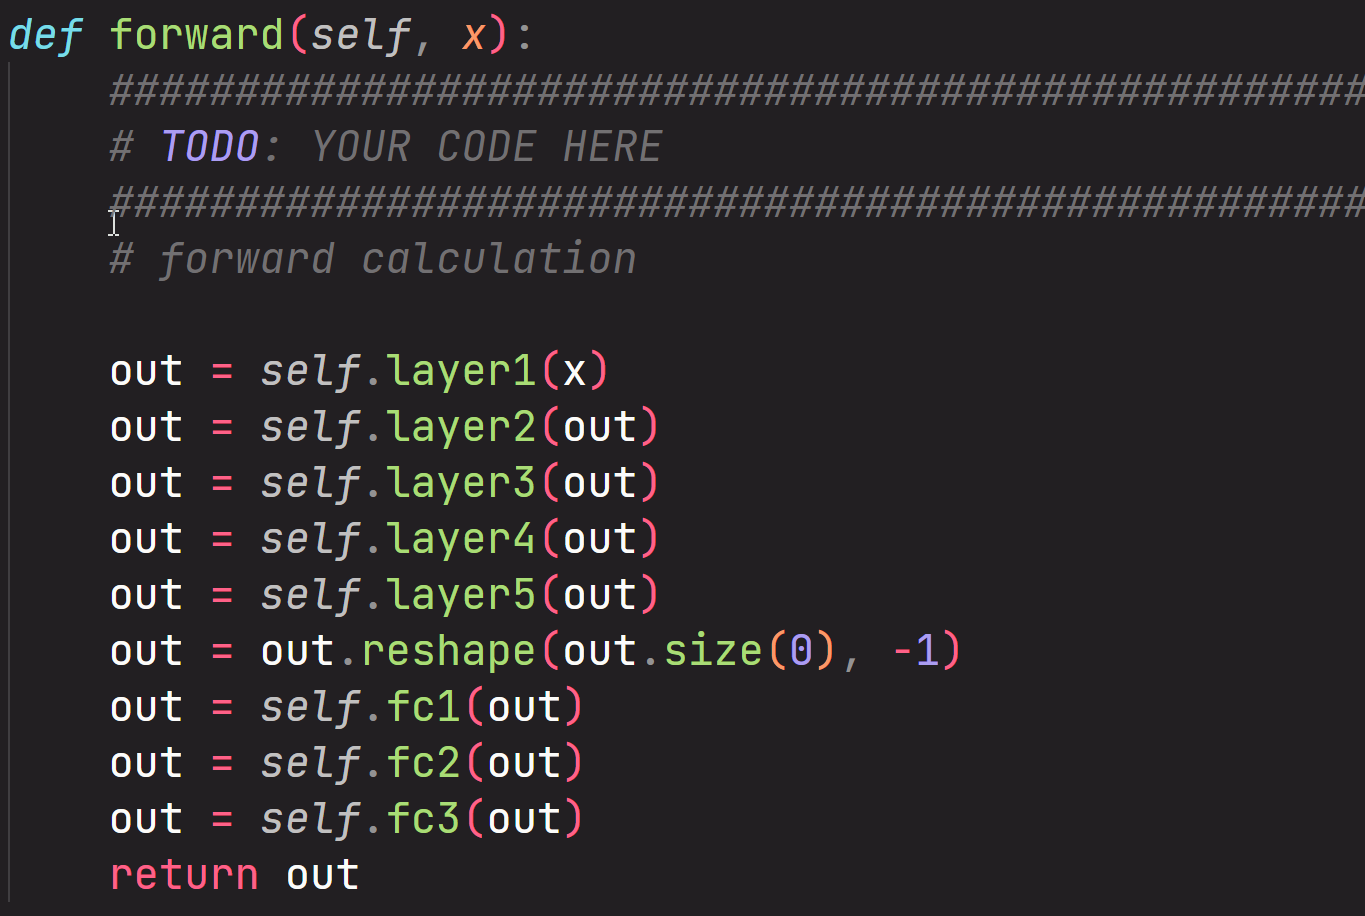 def forward(self, x):
##################################################
# TODO: YOUR CODE HERE
##################################################
# forward calculation
out = self.layer1(x)
out = self.layer2(out)
out = self.layer3(out)
out = self.layer4(out)
out = self.layer5(out)
out = out.reshape(out.size(0), -1)
out = self.fc1(out)
out = self.fc2(out)
out = self.fc3(out)
return out